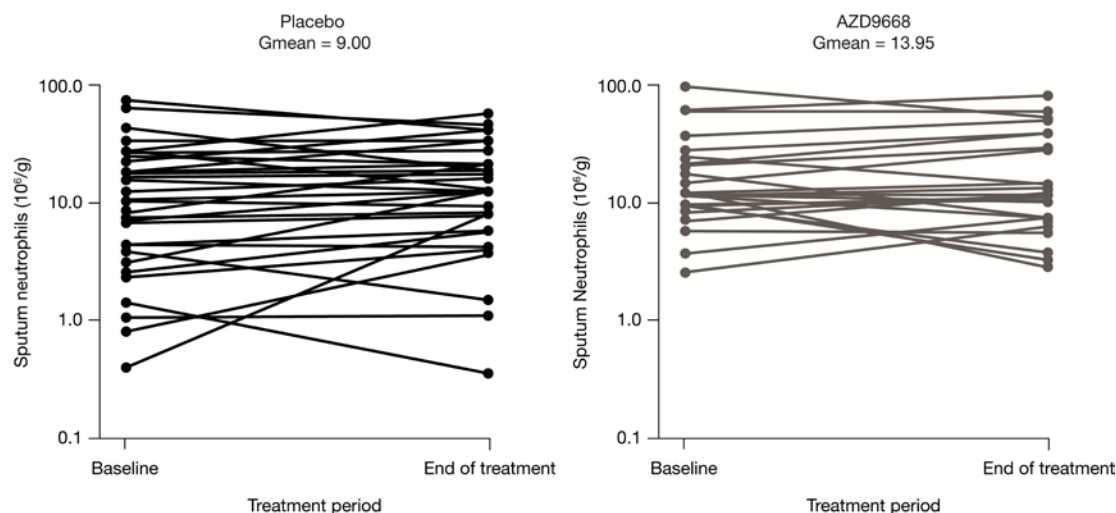 Placebo
Gmean = 9.00
Sputum neutrophils (10⁶/g)
100.0
10.0
1.0
0.1
Baseline
End of treatment
Treatment period
AZD9668
Gmean = 13.95
Sputum Neutrophils (10⁶/g)
100.0
10.0
1.0
0.1
Baseline
End of treatment
Treatment period